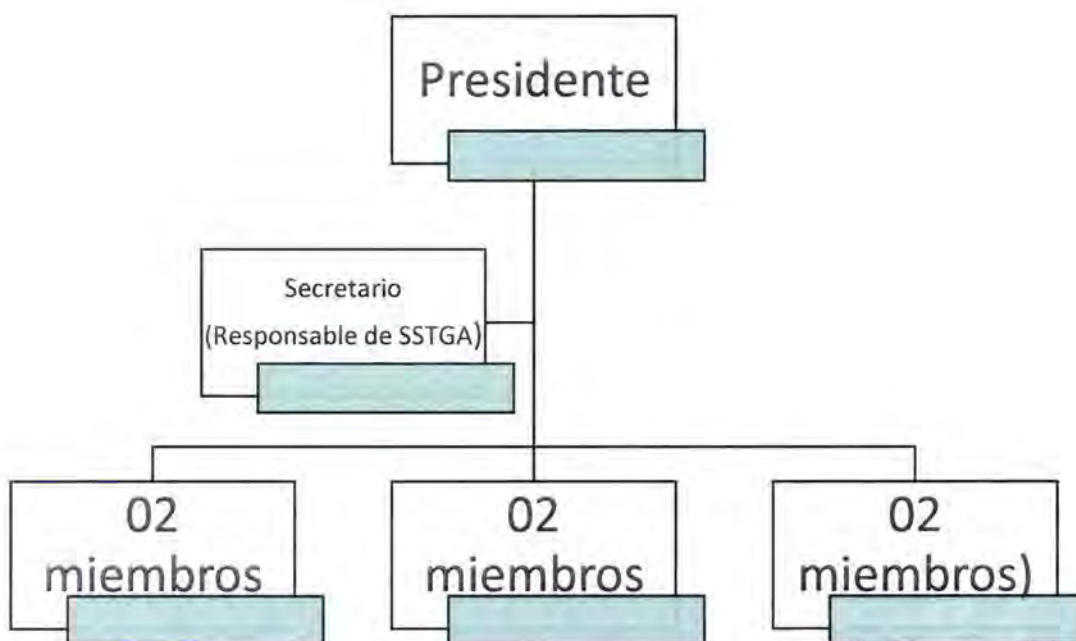 Presidente
Secretario
(Responsable de SSTGA)
02
miembros
02
miembros
02
miembros)